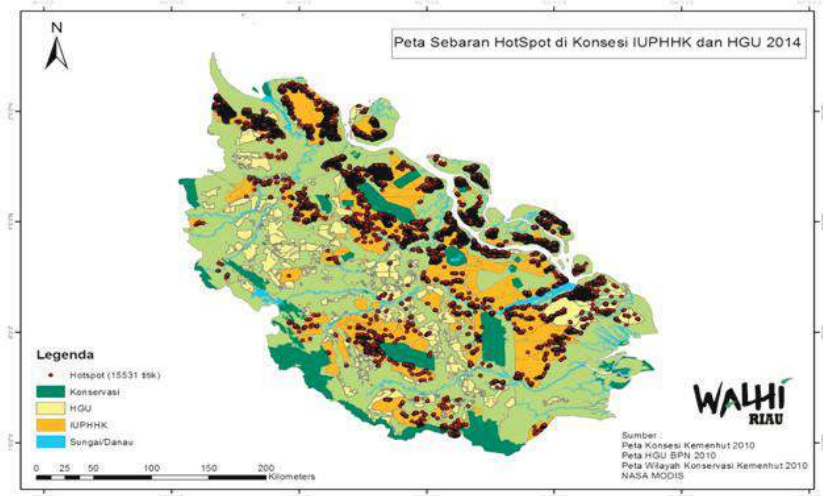 Peta Sebaran HotSpot di Konsesi IUPHHK dan HGU 2014
N
Legenda
Hotspot (15531 titik)
Konservasi
HGU
IUPHHK
Sungai/Danau
0 25 50 100 150 200
Kilometers
WALHI
RIAU
Sumber :
Peta Konsesi Kemenhut 2010
Peta HGU BPN 2010
Peta Wilayah Konservasi Kemenhut 2010
NASA MODIS